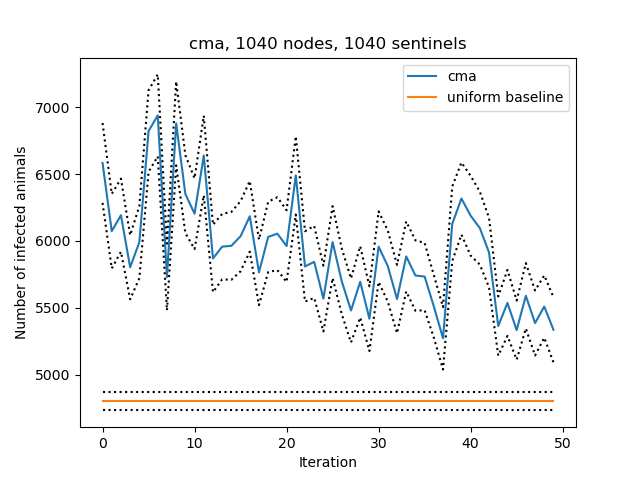 cma, 1040 nodes, 1040 sentinels
cma
uniform baseline
Number of infected animals
7000
6500
6000
5500
5000
0 10 20 30 40 50
Iteration